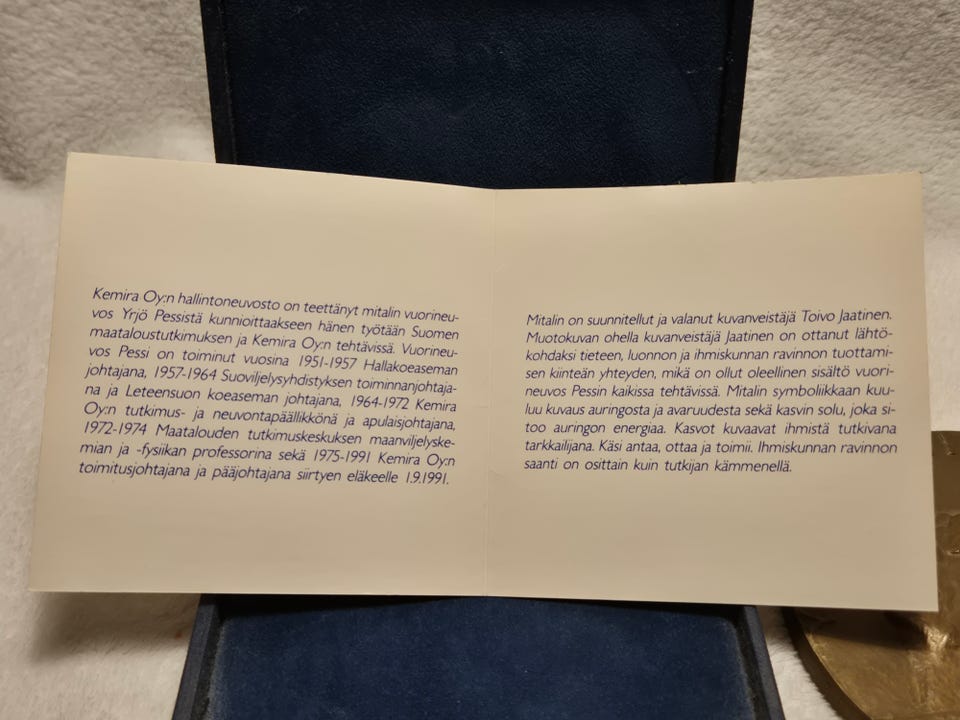 Kemira Oy:n hallintoneuvosto on teettänyt mitalin vuorineu-
vos Yrjö Pessistä kunnioittaakseen hänen työtään Suomen
maataloustutkimuksen ja Kemira Oy:n tehtävissä. Vuorineu-
vos Pessi on toiminut vuosina 1951-1957 Hallakoeaseman
johtajana, 1957-1964 Suoviljelysyhdistyksen toiminnanjohtaja-
na ja Leteensuon koeaseman johtajana, 1964-1972 Kemira
Oy:n tutkimus- ja neuvontapäällikkönä ja apulaisjohtajana,
1972-1974 Maatalouden tutkimuskeskuksen maanviljelyske-
mian ja -fysiikan professorina sekä 1975-1991 Kemira Oy:n
toimitusjohtajana ja pääjohtajana siirtyen eläkeelle 1.9.1991.
Mitalin on suunnitellut ja valanut kuvanveistäjä Toivo Jaatinen.
Muotokuvan ohella kuvanveistäjä Jaatinen on ottanut lähtö-
kohdaksi tieteen, luonnon ja ihmiskunnan ravinnon tuottami-
sen kiinteän yhteyden, mikä on ollut oleellinen sisältö vuori-
neuvos Pessin kaikissa tehtävissä. Mitalin symboliikkaan kuu-
luu kuvaus auringosta ja avaruudesta sekä kasvin solu, joka si-
too auringon energiaa. Kasvot kuvaavat ihmistä tutkivana
tarkkailijana. Käsi antaa, ottaa ja toimii. Ihmiskunnan ravinnon
saanti on osittain kuin tutkijan kämmenellä.